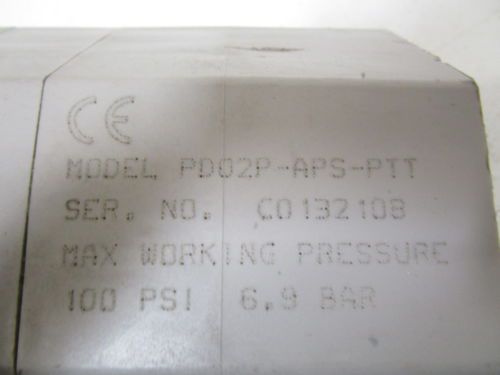 CE
MODEL PD02P-APS-PTT
SER. NO. C0132108
MAX WORKING PRESSURE
100 PSI 6.9 BAR